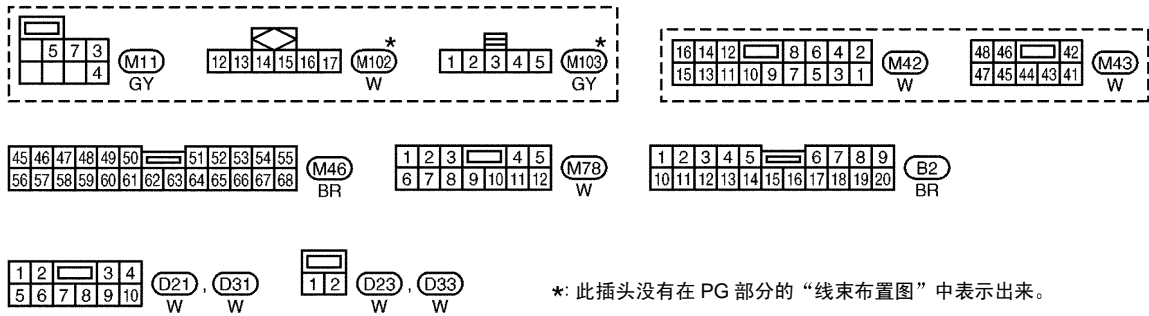 5 7 3 M11 * * 16 14 12 8 6 4 2 48 46 42
4 GY 12 13 14 15 16 17 M102 W 1 2 3 4 5 M103 GY 15 13 11 10 9 7 5 3 1 M42 W 47 45 44 43 41 M43 W
45 46 47 48 49 50 51 52 53 54 55 M46 1 2 3 4 5 M78 1 2 3 4 5 6 7 8 9 B2
56 57 58 59 60 61 62 63 64 65 66 67 68 BR 6 7 8 9 10 11 12 W 10 11 12 13 14 15 16 17 18 19 20 BR
1 2 3 4 D21 , D31 1 2 D23 , D33 *: 此插头没有在 PG 部分的“线束布置图”中表示出来。
5 6 7 8 9 10 W W W W